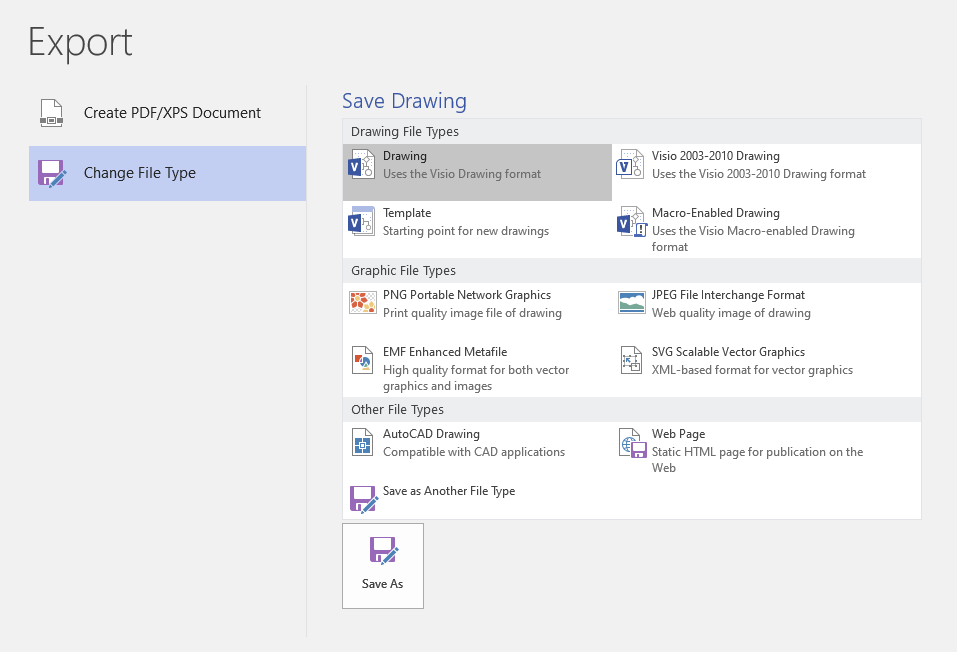 Export
Create PDF/XPS Document
Change File Type
Save Drawing
Drawing File Types
Drawing
Uses the Visio Drawing format
Visio 2003-2010 Drawing
Uses the Visio 2003-2010 Drawing format
Template
Starting point for new drawings
Macro-Enabled Drawing
Uses the Visio Macro-enabled Drawing
format
Graphic File Types
PNG Portable Network Graphics
Print quality image file of drawing
JPEG File Interchange Format
Web quality image of drawing
EMF Enhanced Metafile
High quality format for both vector
graphics and images
SVG Scalable Vector Graphics
XML-based format for vector graphics
Other File Types
AutoCAD Drawing
Compatible with CAD applications
Web Page
Static HTML page for publication on the
Web
Save as Another File Type
Save As